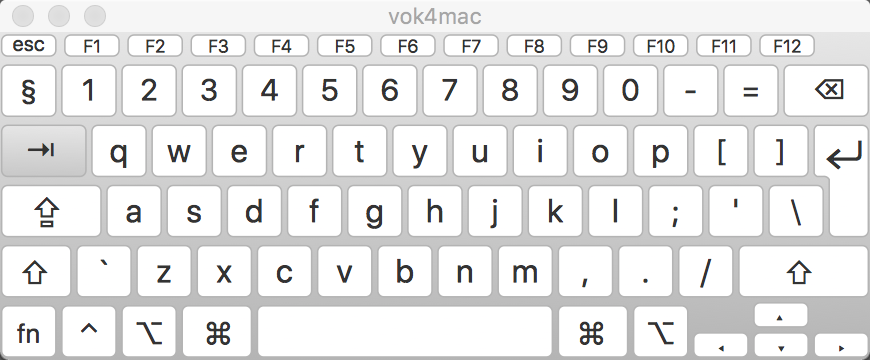 vok4mac
esc F1 F2 F3 F4 F5 F6 F7 F8 F9 F10 F11 F12
§ 1 2 3 4 5 6 7 8 9 0 - = ⌫
⇥ q w e r t y u i o p [ ] ↵
⇪ a s d f g h j k l ; ' \
⇧ ` z x c v b n m , . / ⇧
fn ^ ⌥ ⌘ ⌘ ⌥ ◂ ▴ ▾ ▸